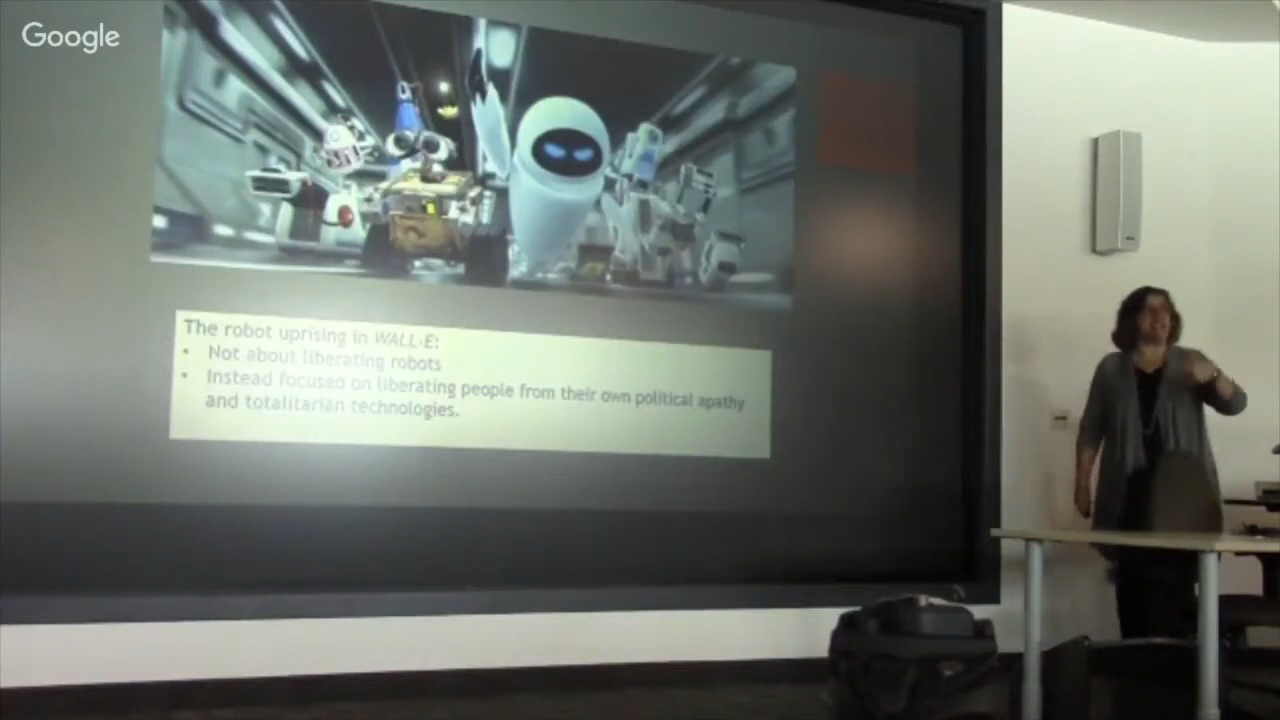 Google
The robot uprising in WALL-E:
• Not about liberating robots
• Instead focused on liberating people from their own political apathy
and totalitarian technologies.